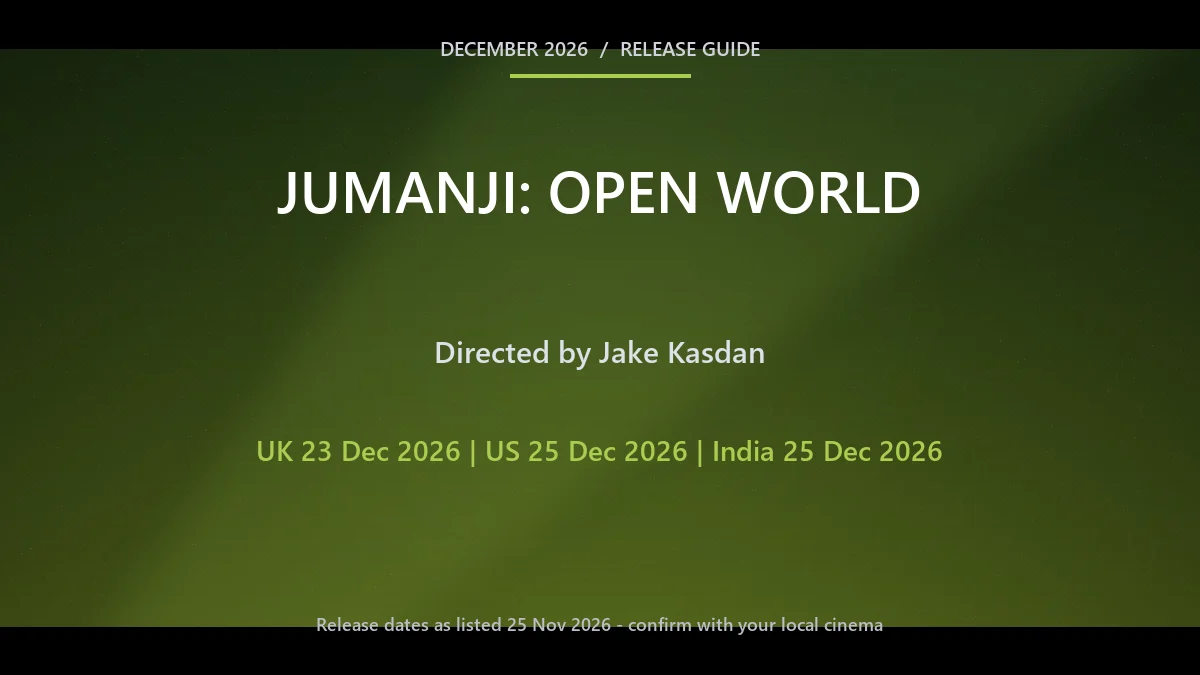 DECEMBER 2026 / RELEASE GUIDE
JUMANJI: OPEN WORLD
Directed by Jake Kasdan
UK 23 Dec 2026 | US 25 Dec 2026 | India 25 Dec 2026
Release dates as listed 25 Nov 2026 - confirm with your local cinema